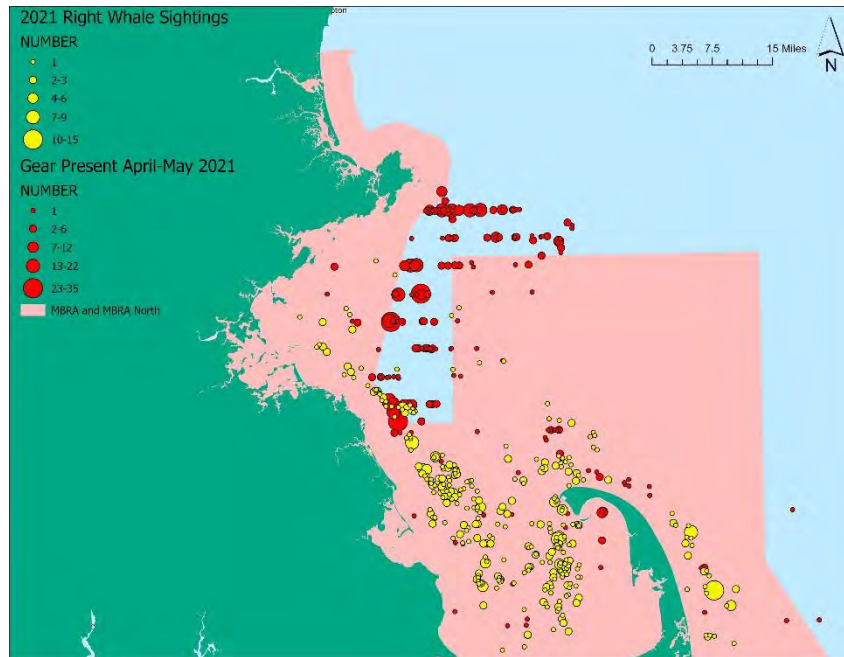 2021 Right Whale Sightings
NUMBER
1
2-3
4-6
7-9
10-15
Gear Present April-May 2021
NUMBER
1
2-6
7-12
13-22
23-35
MBRA and MBRA North
0 3.75 7.5 15 Miles
N